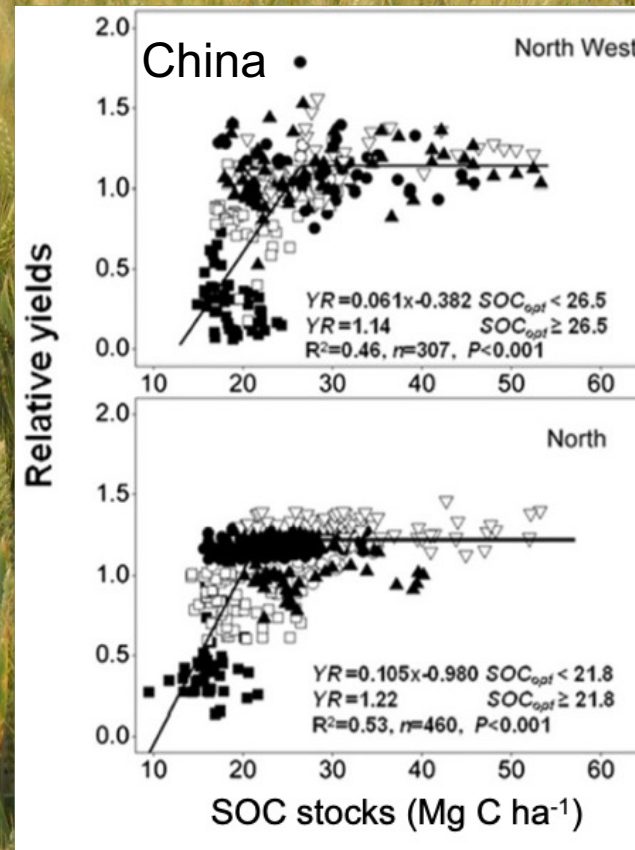 2.0
China
North West
1.5
1.0
0.5
YR=0.061x-0.382 SOCopt < 26.5
YR=1.14 SOCopt ≥ 26.5
R²=0.46, n=307, P<0.001
0.0
10 20 30 40 50 60
Relative yields
2.0
North
1.5
1.0
0.5
YR=0.105x-0.980 SOCopt < 21.8
YR=1.22 SOCopt ≥ 21.8
R²=0.53, n=460, P<0.001
0.0
10 20 30 40 50 60
SOC stocks (Mg C ha⁻¹)